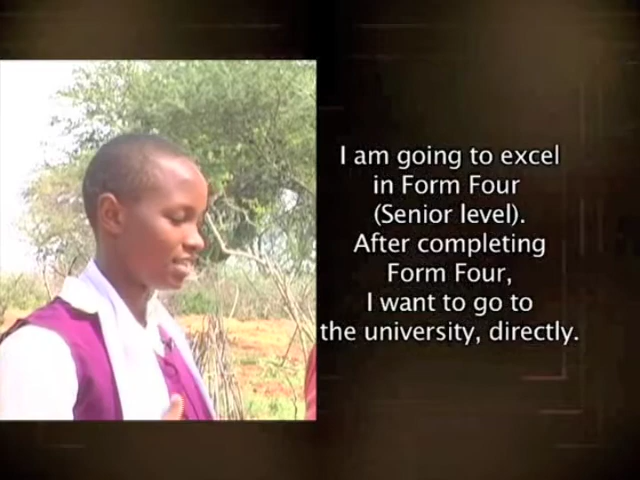 I am going to excel
in Form Four
(Senior level).
After completing
Form Four,
I want to go to
the university, directly.